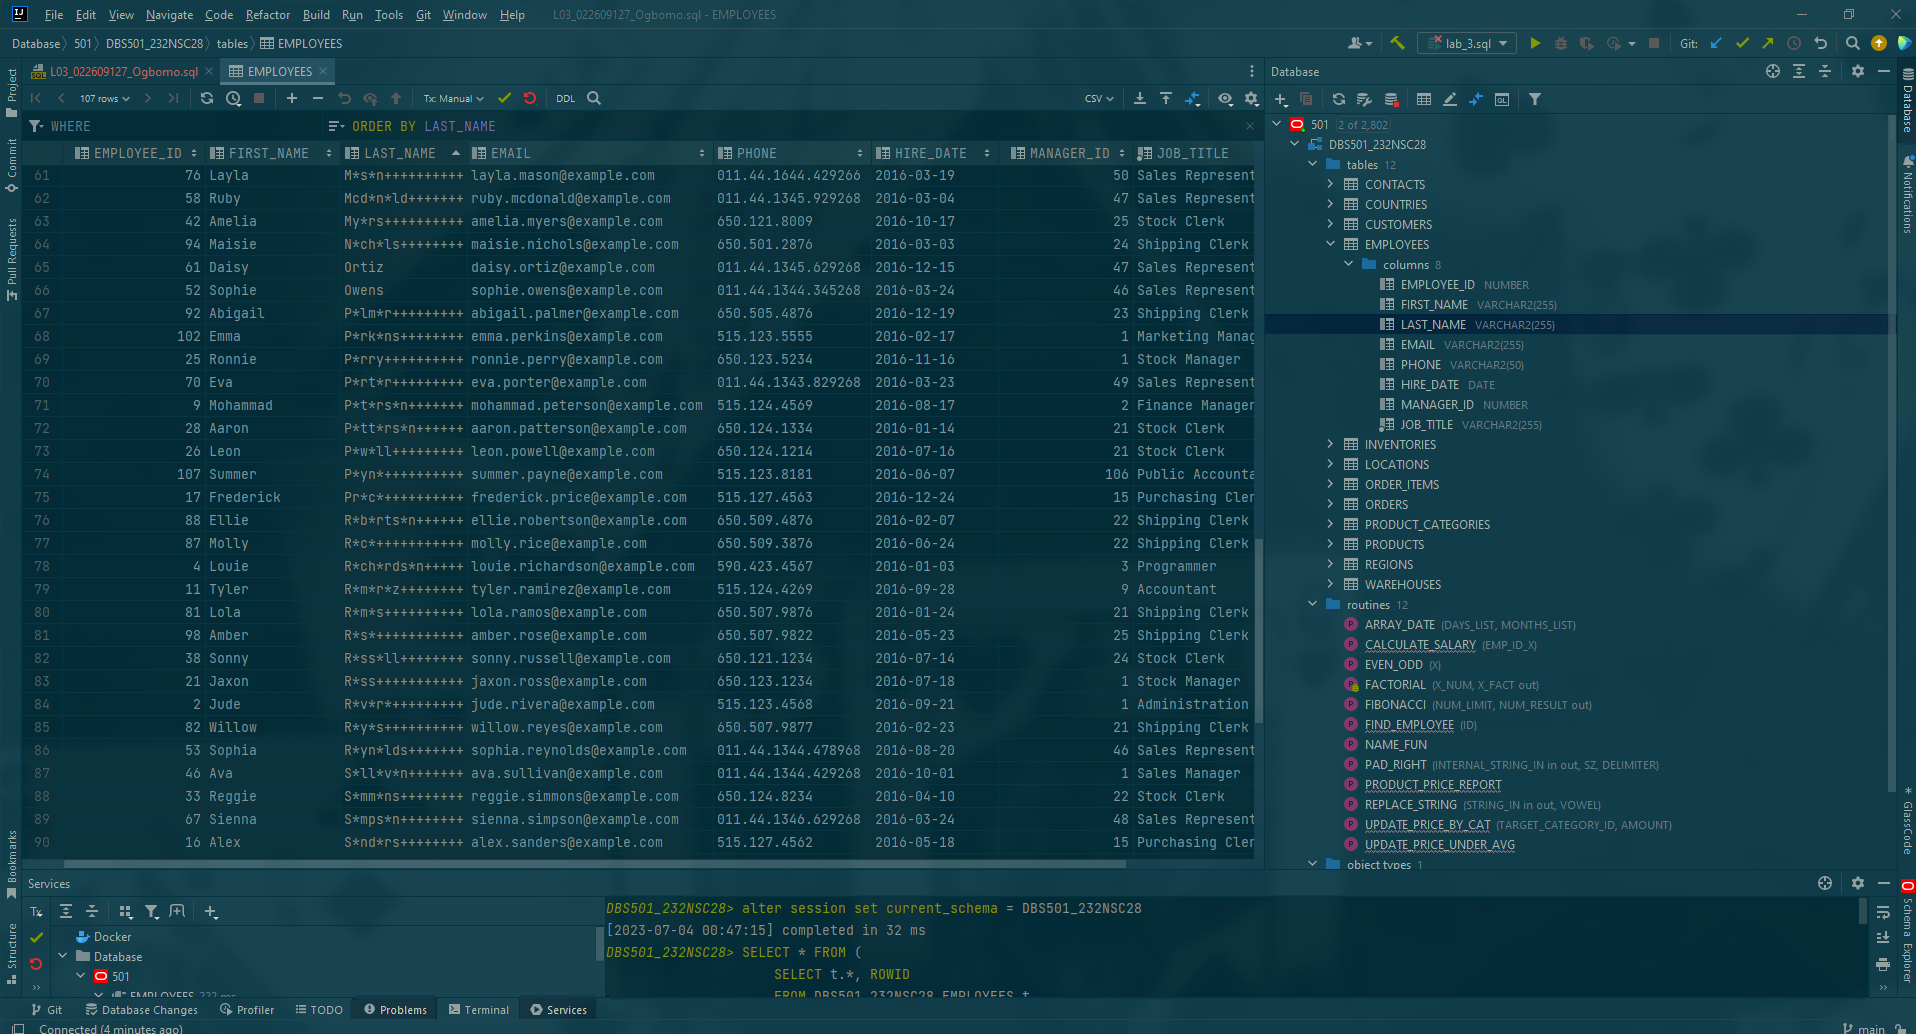 File Edit View Navigate Code Refactor Build Run Tools Git Window Help L03_022609127_Ogbomo.sql - EMPLOYEES
Database 501 DBS501_232NSC28 tables EMPLOYEES lab_3.sql Git:
L03_022609127_Ogbomo.sql EMPLOYEES
107 rows Tx: Manual DDL CSV
WHERE ORDER BY LAST_NAME
EMPLOYEE_ID FIRST_NAME LAST_NAME EMAIL PHONE HIRE_DATE MANAGER_ID JOB_TITLE
61 76 Layla M*s*n++++++++++ layla.mason@example.com 011.44.1644.429266 2016-03-19 50 Sales Represent
62 58 Ruby Mcd*n*ld+++++++ ruby.mcdonald@example.com 011.44.1345.929268 2016-03-04 47 Sales Represent
63 42 Amelia My*rs++++++++++ amelia.myers@example.com 650.121.8009 2016-10-17 25 Stock Clerk
64 94 Maisie N*ch*ls++++++++ maisie.nichols@example.com 650.501.2876 2016-03-03 24 Shipping Clerk
65 61 Daisy Ortiz daisy.ortiz@example.com 011.44.1345.629268 2016-12-15 47 Sales Represent
66 52 Sophie Owens sophie.owens@example.com 011.44.1344.345268 2016-03-24 46 Sales Represent
67 92 Abigail P*lm*r+++++++++ abigail.palmer@example.com 650.505.4876 2016-12-19 23 Shipping Clerk
68 102 Emma P*rk*ns++++++++ emma.perkins@example.com 515.123.5555 2016-02-17 1 Marketing Manag
69 25 Ronnie P*rry++++++++++ ronnie.perry@example.com 650.123.5234 2016-11-16 1 Stock Manager
70 70 Eva P*rt*r+++++++++ eva.porter@example.com 011.44.1343.829268 2016-03-23 49 Sales Represent
71 9 Mohammad P*t*rs*n+++++++ mohammad.peterson@example.com 515.124.4569 2016-08-17 2 Finance Manager
72 28 Aaron P*tt*rs*n++++++ aaron.patterson@example.com 650.124.1334 2016-01-14 21 Stock Clerk
73 26 Leon P*w*ll+++++++++ leon.powell@example.com 650.124.1214 2016-07-16 21 Stock Clerk
74 107 Summer P*yn*++++++++++ summer.payne@example.com 515.123.8181 2016-06-07 106 Public Accounta
75 17 Frederick Pr*c*++++++++++ frederick.price@example.com 515.127.4563 2016-12-24 15 Purchasing Cler
76 88 Ellie R*b*rts*n++++++ ellie.robertson@example.com 650.509.4876 2016-02-07 22 Shipping Clerk
77 87 Molly R*c*+++++++++++ molly.rice@example.com 650.509.3876 2016-06-24 22 Shipping Clerk
78 4 Louie R*ch*rds*n+++++ louie.richardson@example.com 590.423.4567 2016-01-03 3 Programmer
79 11 Tyler R*m*r*z++++++++ tyler.ramirez@example.com 515.124.4269 2016-09-28 9 Accountant
80 81 Lola R*m*s++++++++++ lola.ramos@example.com 650.507.9876 2016-01-24 21 Shipping Clerk
81 98 Amber R*s*+++++++++++ amber.rose@example.com 650.507.9822 2016-05-23 25 Shipping Clerk
82 38 Sonny R*ss*ll++++++++ sonny.russell@example.com 650.121.1234 2016-07-14 24 Stock Clerk
83 21 Jaxon R*ss+++++++++++ jaxon.ross@example.com 650.123.1234 2016-07-18 1 Stock Manager
84 2 Jude R*v*r*+++++++++ jude.rivera@example.com 515.123.4568 2016-09-21 1 Administration
85 82 Willow R*y*s++++++++++ willow.reyes@example.com 650.507.9877 2016-02-23 21 Shipping Clerk
86 53 Sophia R*yn*lds+++++++ sophia.reynolds@example.com 011.44.1344.478968 2016-08-20 46 Sales Represent
87 46 Ava S*ll*v*n+++++++ ava.sullivan@example.com 011.44.1344.429268 2016-10-01 1 Sales Manager
88 33 Reggie S*mm*ns++++++++ reggie.simmons@example.com 650.124.8234 2016-04-10 22 Stock Clerk
89 67 Sienna S*mps*n++++++++ sienna.simpson@example.com 011.44.1346.629268 2016-03-24 48 Sales Represent
90 16 Alex S*nd*rs++++++++ alex.sanders@example.com 515.127.4562 2016-05-18 15 Purchasing Cler
Database
501 2 of 2,802
DBS501_232NSC28
tables 12
CONTACTS
COUNTRIES
CUSTOMERS
EMPLOYEES
columns 8
EMPLOYEE_ID NUMBER
FIRST_NAME VARCHAR2(255)
LAST_NAME VARCHAR2(255)
EMAIL VARCHAR2(255)
PHONE VARCHAR2(50)
HIRE_DATE DATE
MANAGER_ID NUMBER
JOB_TITLE VARCHAR2(255)
INVENTORIES
LOCATIONS
ORDER_ITEMS
ORDERS
PRODUCT_CATEGORIES
PRODUCTS
REGIONS
WAREHOUSES
routines 12
ARRAY_DATE (DAYS_LIST, MONTHS_LIST)
CALCULATE_SALARY (EMP_ID_X)
EVEN_ODD (X)
FACTORIAL (X_NUM, X_FACT out)
FIBONACCI (NUM_LIMIT, NUM_RESULT out)
FIND_EMPLOYEE (ID)
NAME_FUN
PAD_RIGHT (INTERNAL_STRING_IN in out, SZ, DELIMITER)
PRODUCT_PRICE_REPORT
REPLACE_STRING (STRING_IN in out, VOWEL)
UPDATE_PRICE_BY_CAT (TARGET_CATEGORY_ID, AMOUNT)
UPDATE_PRICE_UNDER_AVG
object types 1
Project
Commit
Pull Requests
Bookmarks
Structure
Database
Notifications
GlassCode
Schema Explorer
Services
Tx
Docker
Database
501
EMPLOYEES 222 ms
DBS501_232NSC28> alter session set current_schema = DBS501_232NSC28
[2023-07-04 00:47:15] completed in 32 ms
DBS501_232NSC28> SELECT * FROM (
SELECT t.*, ROWID
FROM DBS501_232NSC28.EMPLOYEES t
Git Database Changes Profiler TODO Problems Terminal Services
Connected (4 minutes ago) main